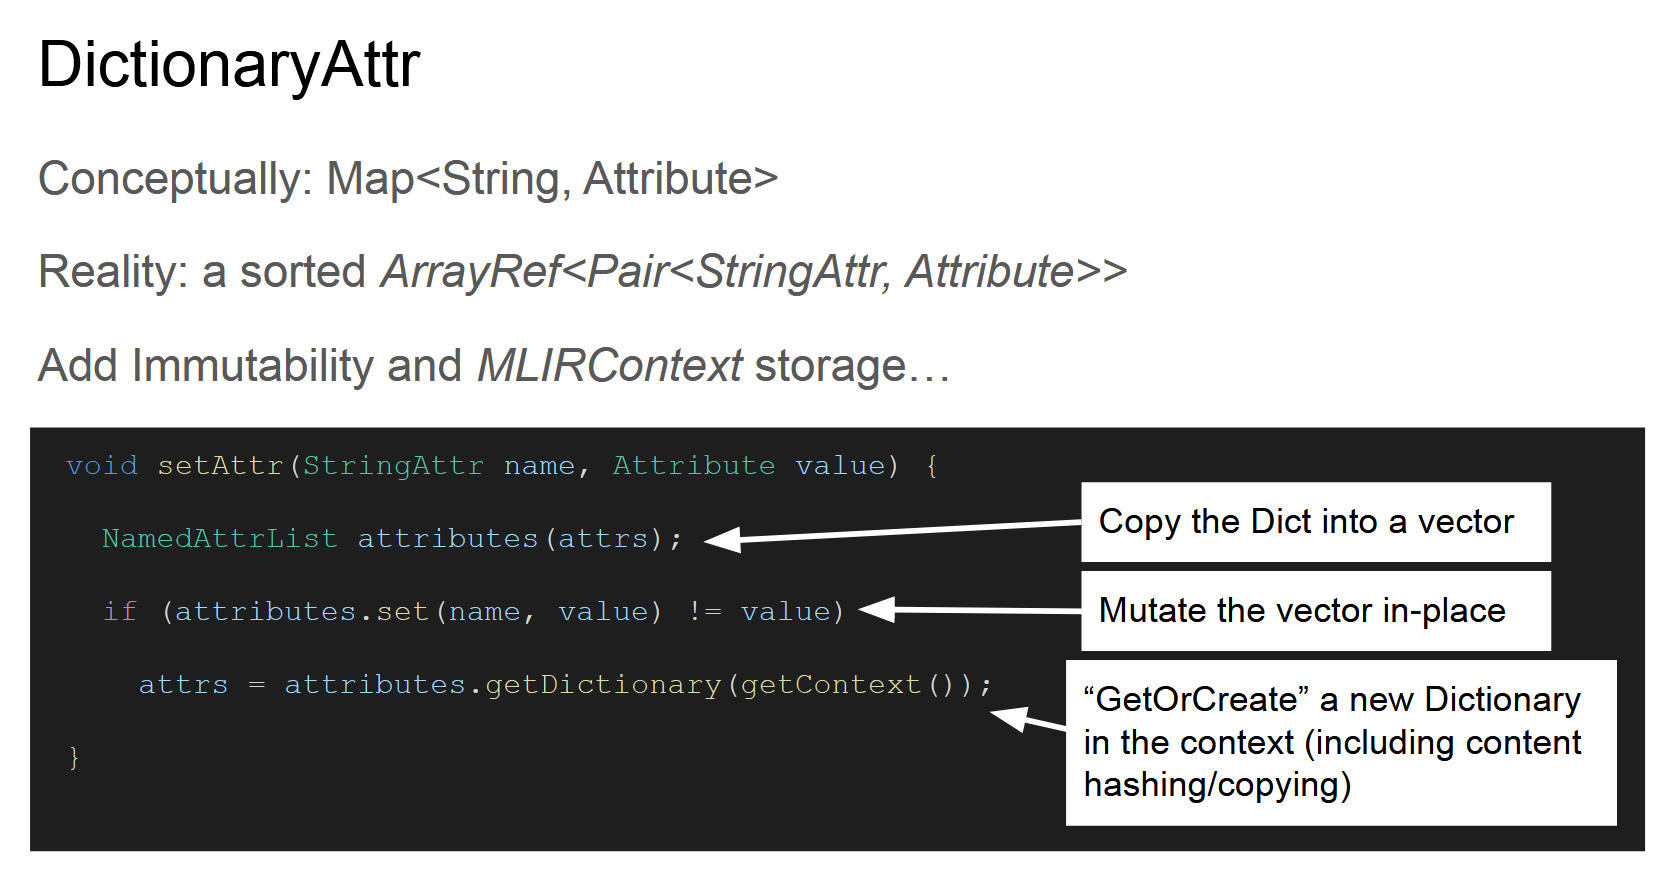 DictionaryAttr
Conceptually: Map<String, Attribute>
Reality: a sorted ArrayRef<Pair<StringAttr, Attribute>>
Add Immutability and MLIRContext storage…
void setAttr(StringAttr name, Attribute value) {
NamedAttrList attributes(attrs);
Copy the Dict into a vector
if (attributes.set(name, value) != value)
Mutate the vector in-place
attrs = attributes.getDictionary(getContext());
“GetOrCreate” a new Dictionary
in the context (including content
hashing/copying)
}